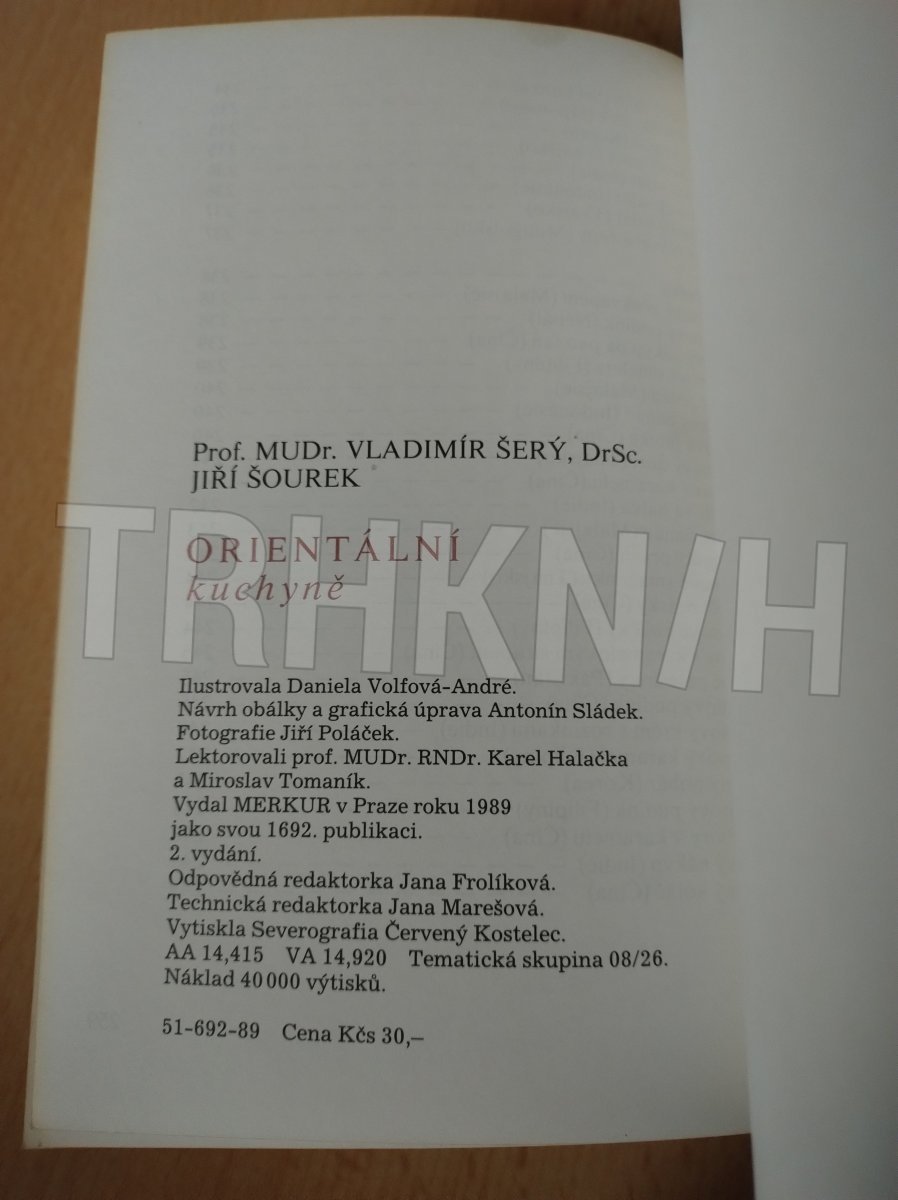 Prof. MUDr. VLADIMÍR ŠERÝ, DrSc.
JIŘÍ ŠOUREK
ORIENTÁLNÍ
kuchyně
TRHKN/H
Ilustrovala Daniela Volfová-André.
Návrh obálky a grafická úprava Antonín Sládek.
Fotografie Jiří Poláček.
Lektorovali prof. MUDr. RNDr. Karel Halačka
a Miroslav Tomaník.
Vydal MERKUR v Praze roku 1989
jako svou 1692. publikaci.
2. vydání.
Odpovědná redaktorka Jana Frolíková.
Technická redaktorka Jana Marešová.
Vytiskla Severografia Červený Kostelec.
AA 14,415 VA 14,920 Tematická skupina 08/26.
Náklad 40 000 výtisků.
51-692-89 Cena Kčs 30,–